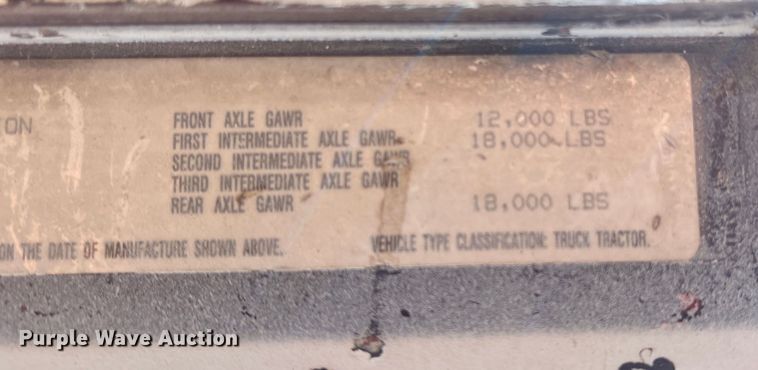 ON
FRONT AXLE GAWR 12,000 LBS
FIRST INTERMEDIATE AXLE GAWR 18,000 LBS
SECOND INTERMEDIATE AXLE GAWR
THIRD INTERMEDIATE AXLE GAWR
REAR AXLE GAWR 18,000 LBS
ON THE DATE OF MANUFACTURE SHOWN ABOVE. VEHICLE TYPE CLASSIFICATION: TRUCK TRACTOR.
Purple Wave Auction